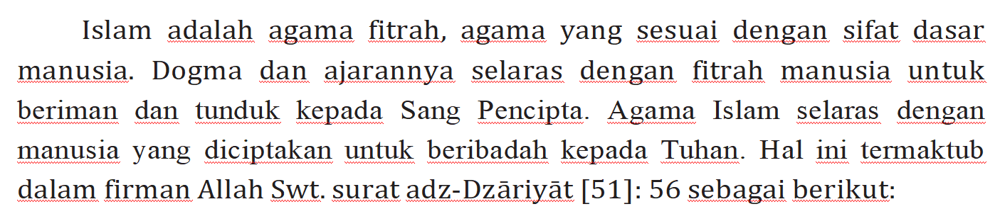 Islam adalah agama fitrah, agama yang sesuai dengan sifat dasar
manusia. Dogma dan ajarannya selaras dengan fitrah manusia untuk
beriman dan tunduk kepada Sang Pencipta. Agama Islam selaras dengan
manusia yang diciptakan untuk beribadah kepada Tuhan. Hal ini termaktub
dalam firman Allah Swt. surat adz-Dzāriyāt [51]: 56 sebagai berikut: